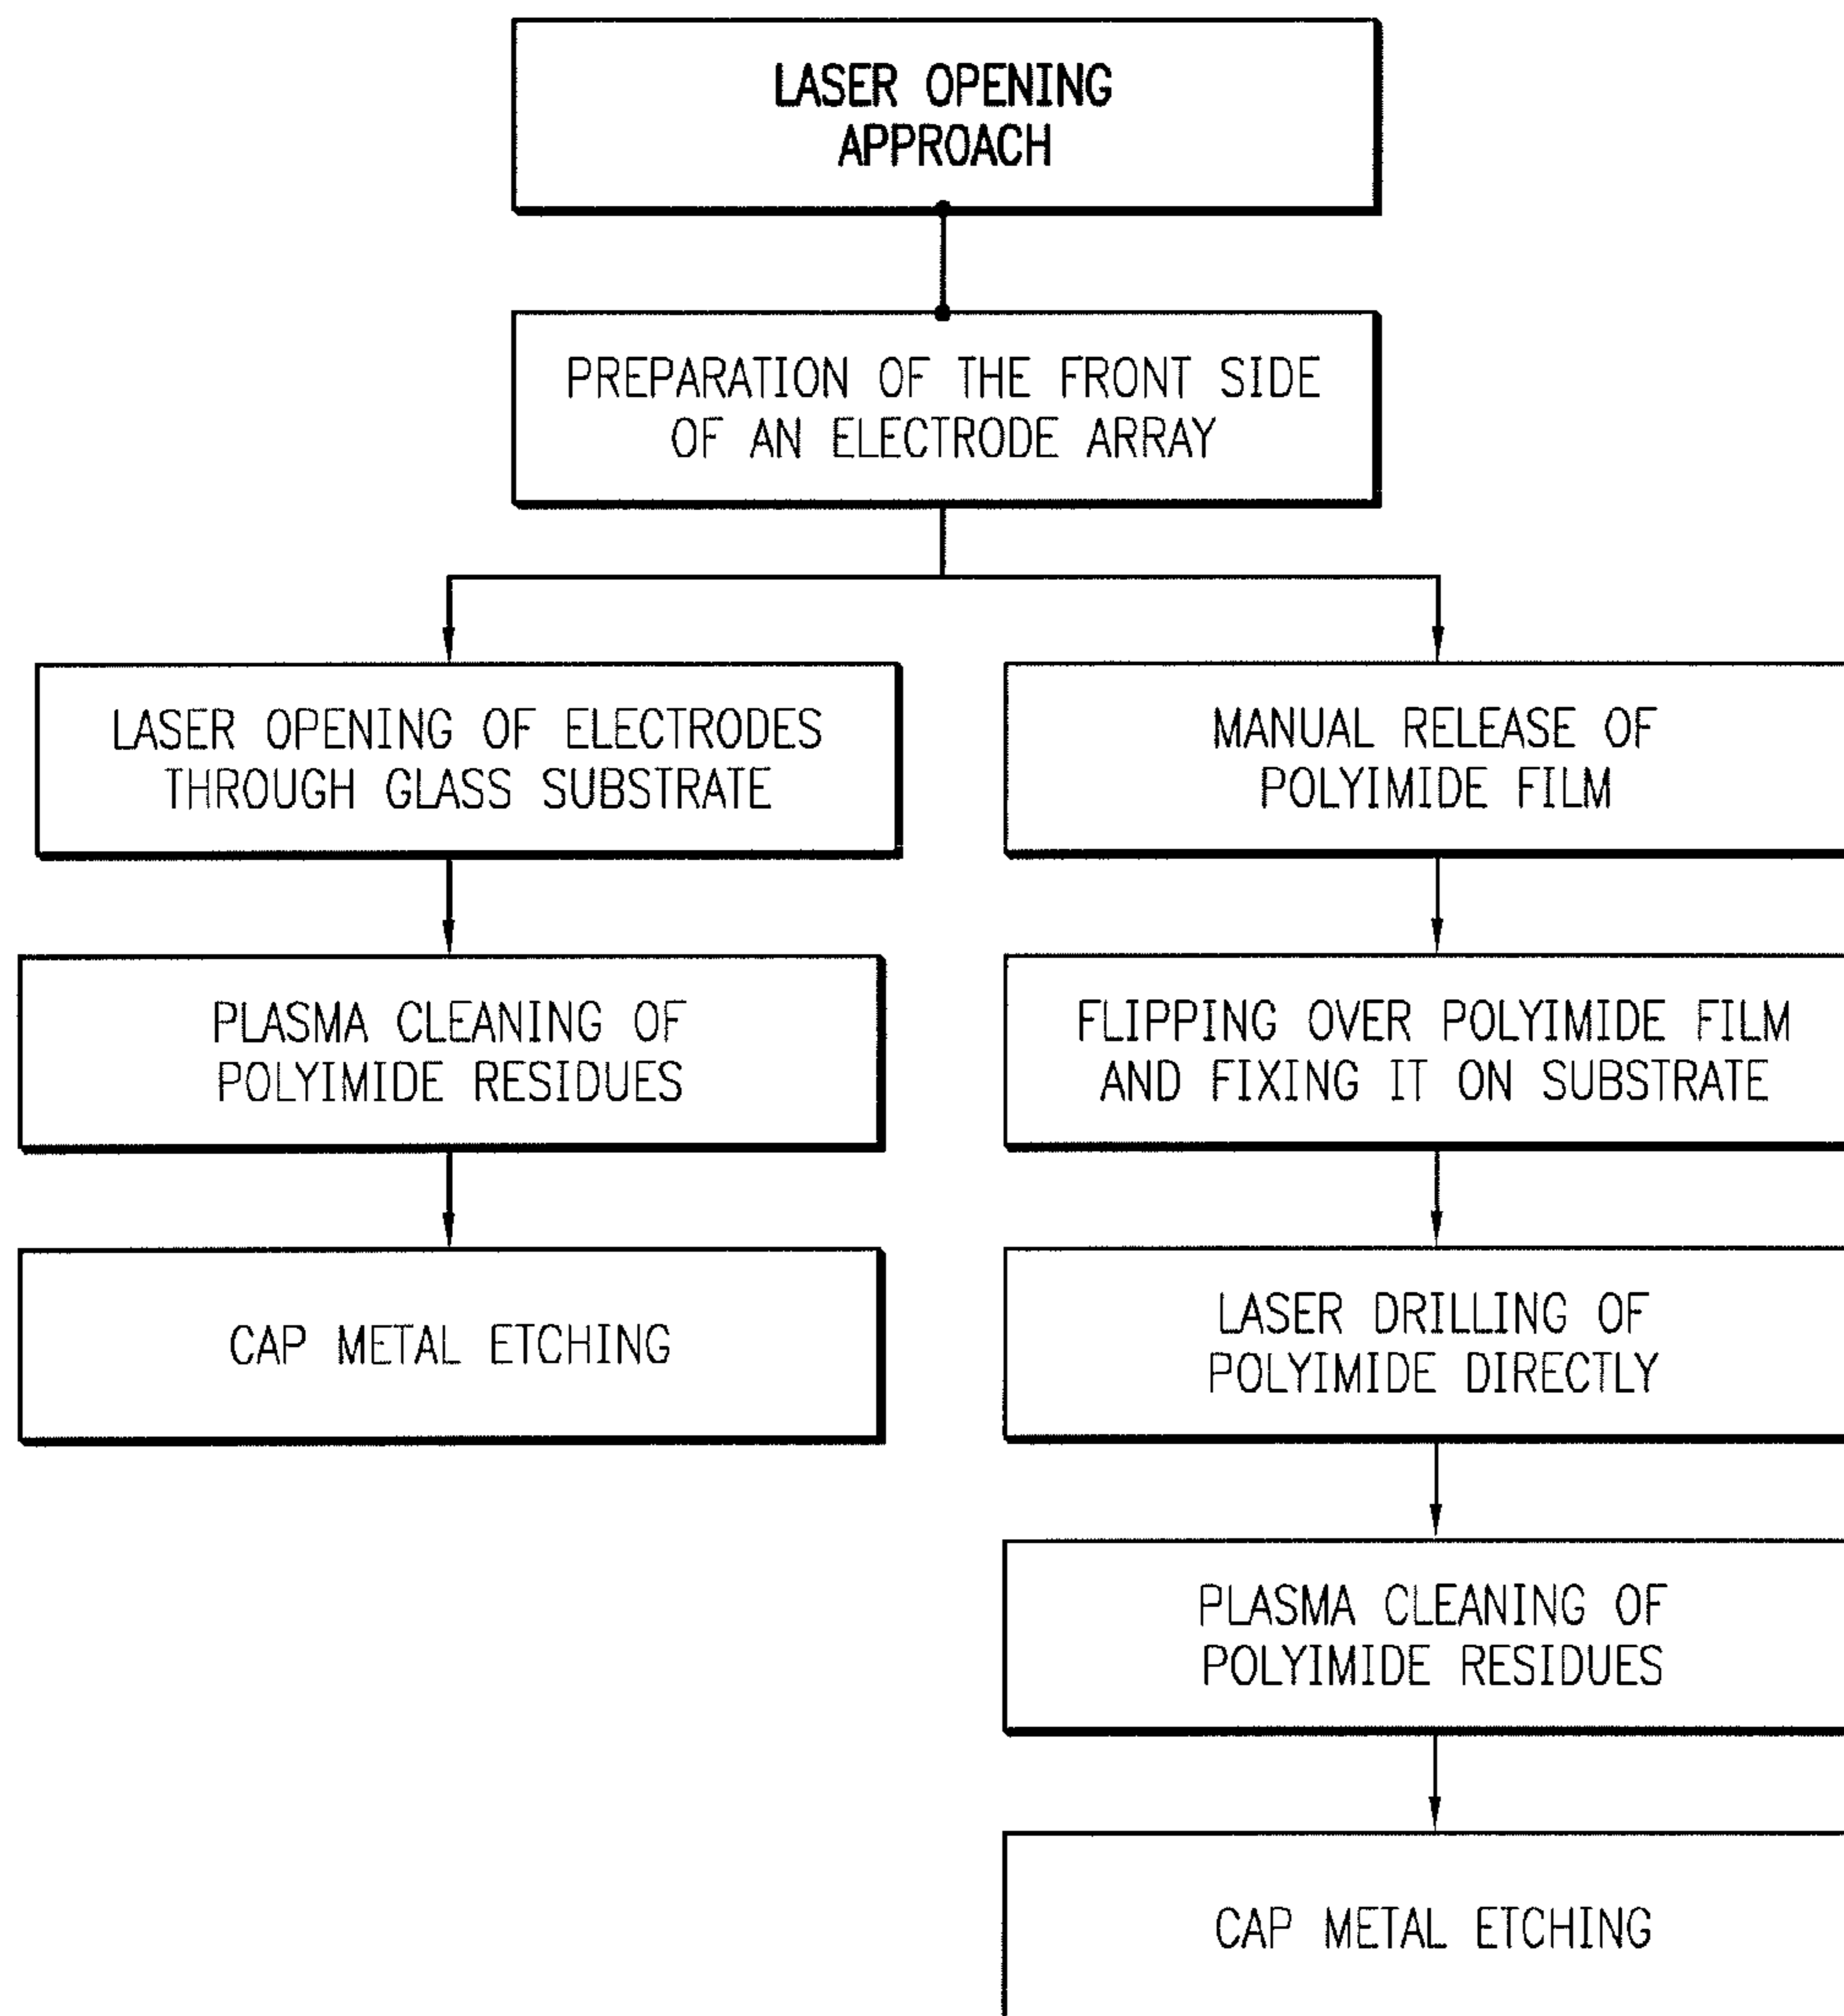 LASER OPENING
APPROACH
PREPARATION OF THE FRONT SIDE
OF AN ELECTRODE ARRAY
LASER OPENING OF ELECTRODES
THROUGH GLASS SUBSTRATE
PLASMA CLEANING OF
POLYIMIDE RESIDUES
CAP METAL ETCHING
MANUAL RELEASE OF
POLYIMIDE FILM
FLIPPING OVER POLYIMIDE FILM
AND FIXING IT ON SUBSTRATE
LASER DRILLING OF
POLYIMIDE DIRECTLY
PLASMA CLEANING OF
POLYIMIDE RESIDUES
CAP METAL ETCHING